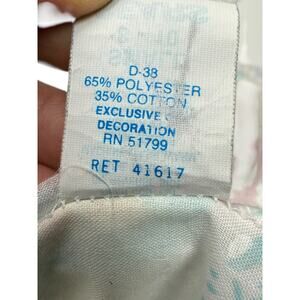 D-38
65% POLYESTER
35% COTTON
EXCLUSIVE
DECORATION
RN 51799
RET 41617